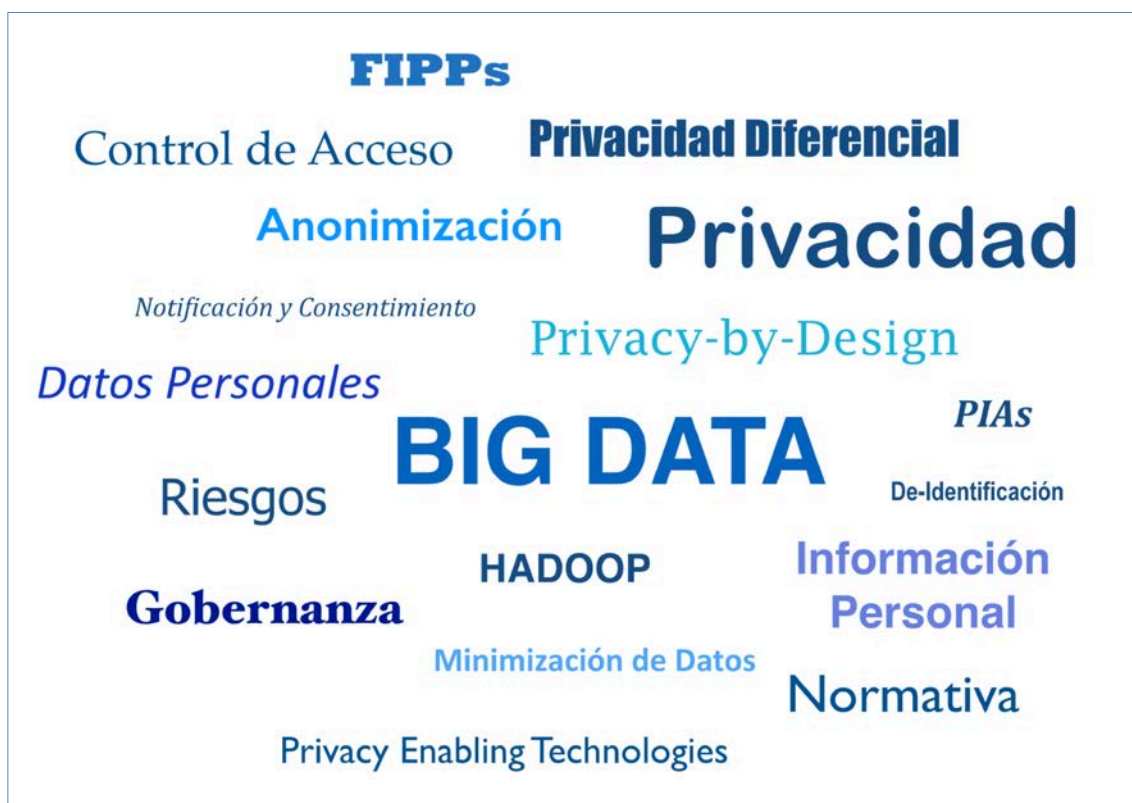 FIPPs
Control de Acceso
Privacidad Diferencial
Anonimización
Privacidad
Notificación y Consentimiento
Privacy-by-Design
Datos Personales
BIG DATA
PIAs
Riesgos
De-Identificación
HADOOP
Información
Personal
Gobernanza
Minimización de Datos
Normativa
Privacy Enabling Technologies